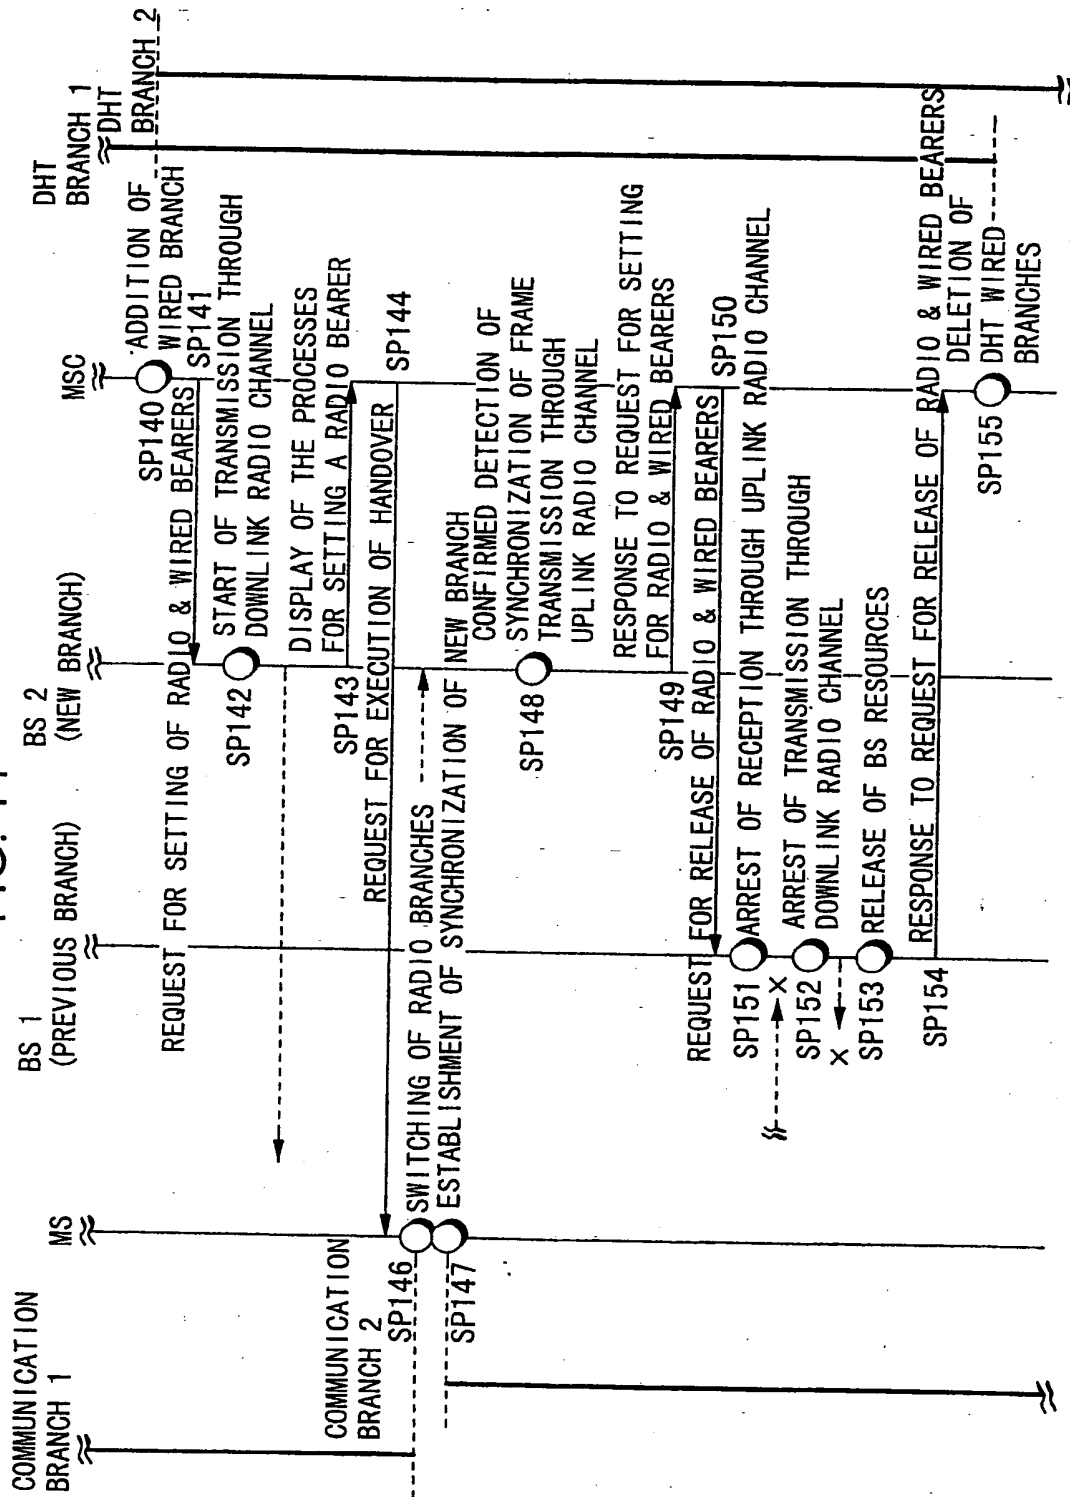 COMMUNICATION
BRANCH 1
MS
BS 1
(PREVIOUS BRANCH)
BS 2
(NEW BRANCH)
MSC
DHT
BRANCH 1
DHT
BRANCH 2
SP140
ADDITION OF
WIRED BRANCH
REQUEST FOR SETTING OF RADIO & WIRED BEARERS
SP141
SP142
START OF TRANSMISSION THROUGH
DOWNLINK RADIO CHANNEL
DISPLAY OF THE PROCESSES
FOR SETTING A RADIO BEARER
SP143
REQUEST FOR EXECUTION OF HANDOVER
SP144
COMMUNICATION
BRANCH 2
SP146
SWITCHING OF RADIO BRANCHES
SP147
ESTABLISHMENT OF SYNCHRONIZATION OF NEW BRANCH
SP148
CONFIRMED DETECTION OF
SYNCHRONIZATION OF FRAME
TRANSMISSION THROUGH
UPLINK RADIO CHANNEL
RESPONSE TO REQUEST FOR SETTING
FOR RADIO & WIRED BEARERS
SP149
REQUEST FOR RELEASE OF RADIO & WIRED BEARERS
SP150
SP151
ARREST OF RECEPTION THROUGH UPLINK RADIO CHANNEL
X
SP152
ARREST OF TRANSMISSION THROUGH
DOWNLINK RADIO CHANNEL
X
SP153
RELEASE OF BS RESOURCES
SP154
RESPONSE TO REQUEST FOR RELEASE OF RADIO & WIRED BEARERS
SP155
DELETION OF
DHT WIRED
BRANCHES